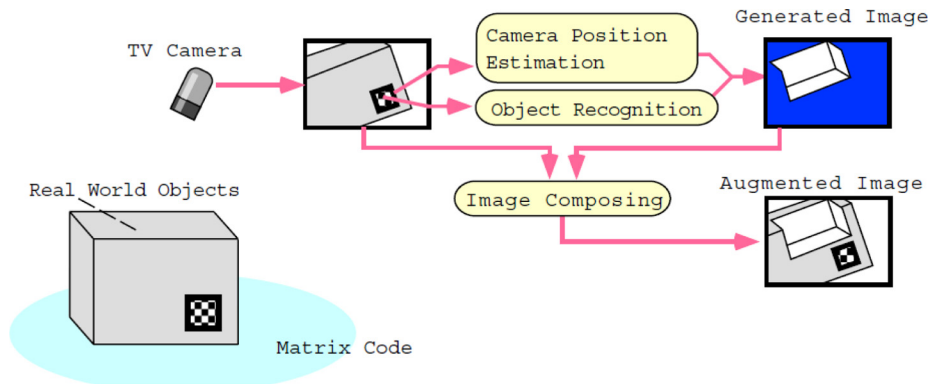 Generated Image
TV Camera
Camera Position
Estimation
Object Recognition
Real World Objects
Image Composing
Augmented Image
Matrix Code